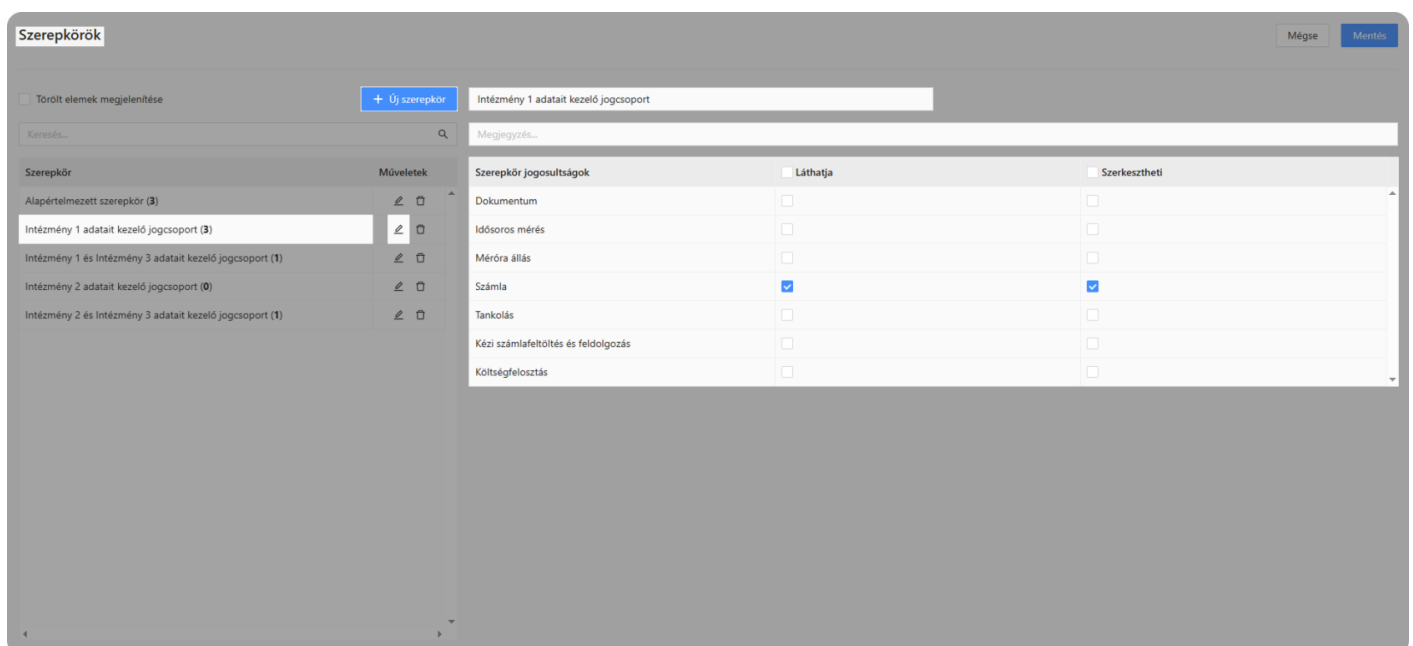 Szerepkörök
Mégse
Mentés
Törölt elemek megjelenítése
+ Új szerepkör
Intézmény 1 adatait kezelő jogcsoport
Keresés...
Megjegyzés...
Szerepkör Műveletek
Alapértelmezett szerepkör (3)
Intézmény 1 adatait kezelő jogcsoport (3)
Intézmény 1 és Intézmény 3 adatait kezelő jogcsoport (1)
Intézmény 2 adatait kezelő jogcsoport (0)
Intézmény 2 és Intézmény 3 adatait kezelő jogcsoport (1)
Szerepkör jogosultságok Láthatja Szerkesztheti
Dokumentum
Idősoros mérés
Mérőra állás
Számla
Tankolás
Kézi számlafeltöltés és feldolgozás
Költségfelosztás